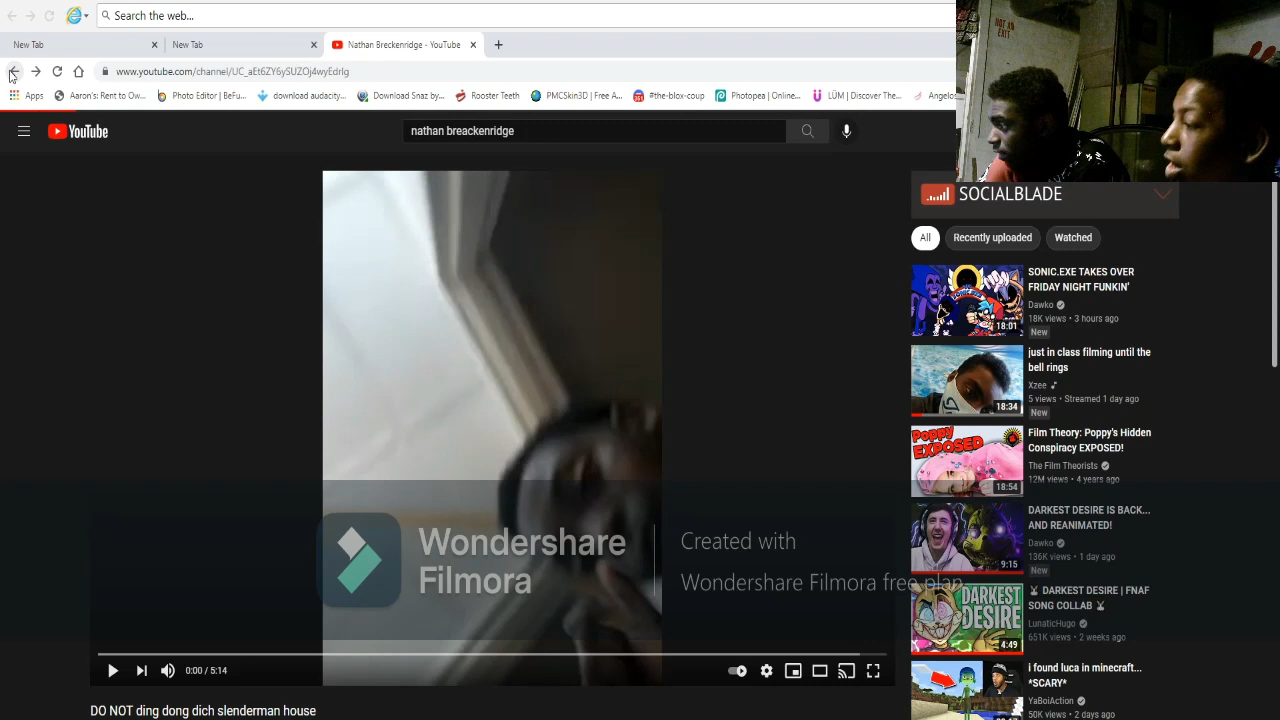 Search the web...
New Tab
New Tab
Nathan Breckenridge - YouTube
www.youtube.com/channel/UC_aEt6ZY6ySUZOj4wyEdrIg
Apps
Aaron's Rent to Ow...
Photo Editor | BeFu...
download audacity...
Download Snaz by...
Rooster Teeth
PMCSkin3D | Free A...
#the-blox-coup
Photopea | Online...
LÜM | Discover The...
Angelo
NOT AN
EXIT
YouTube
nathan breackenridge
SOCIALBLADE
All
Recently uploaded
Watched
SONIC.EXE TAKES OVER
FRIDAY NIGHT FUNKIN'
Dawko
18K views • 3 hours ago
New
18:01
just in class filming until the
bell rings
Xzee
5 views • Streamed 1 day ago
New
18:34
Poppy
EXPOSED!
Film Theory: Poppy's Hidden
Conspiracy EXPOSED!
The Film Theorists
12M views • 4 years ago
18:54
DARKEST DESIRE IS BACK...
AND REANIMATED!
Dawko
136K views • 1 day ago
New
9:15
DARKEST
DESIRE
DARKEST DESIRE | FNAF
SONG COLLAB
LunaticHugo
651K views • 2 weeks ago
4:49
i found luca in minecraft...
*SCARY*
YaBoiAction
50K views • 2 days ago
Wondershare
Filmora
Created with
Wondershare Filmora free plan
0:00 / 5:14
DO NOT ding dong dich slenderman house